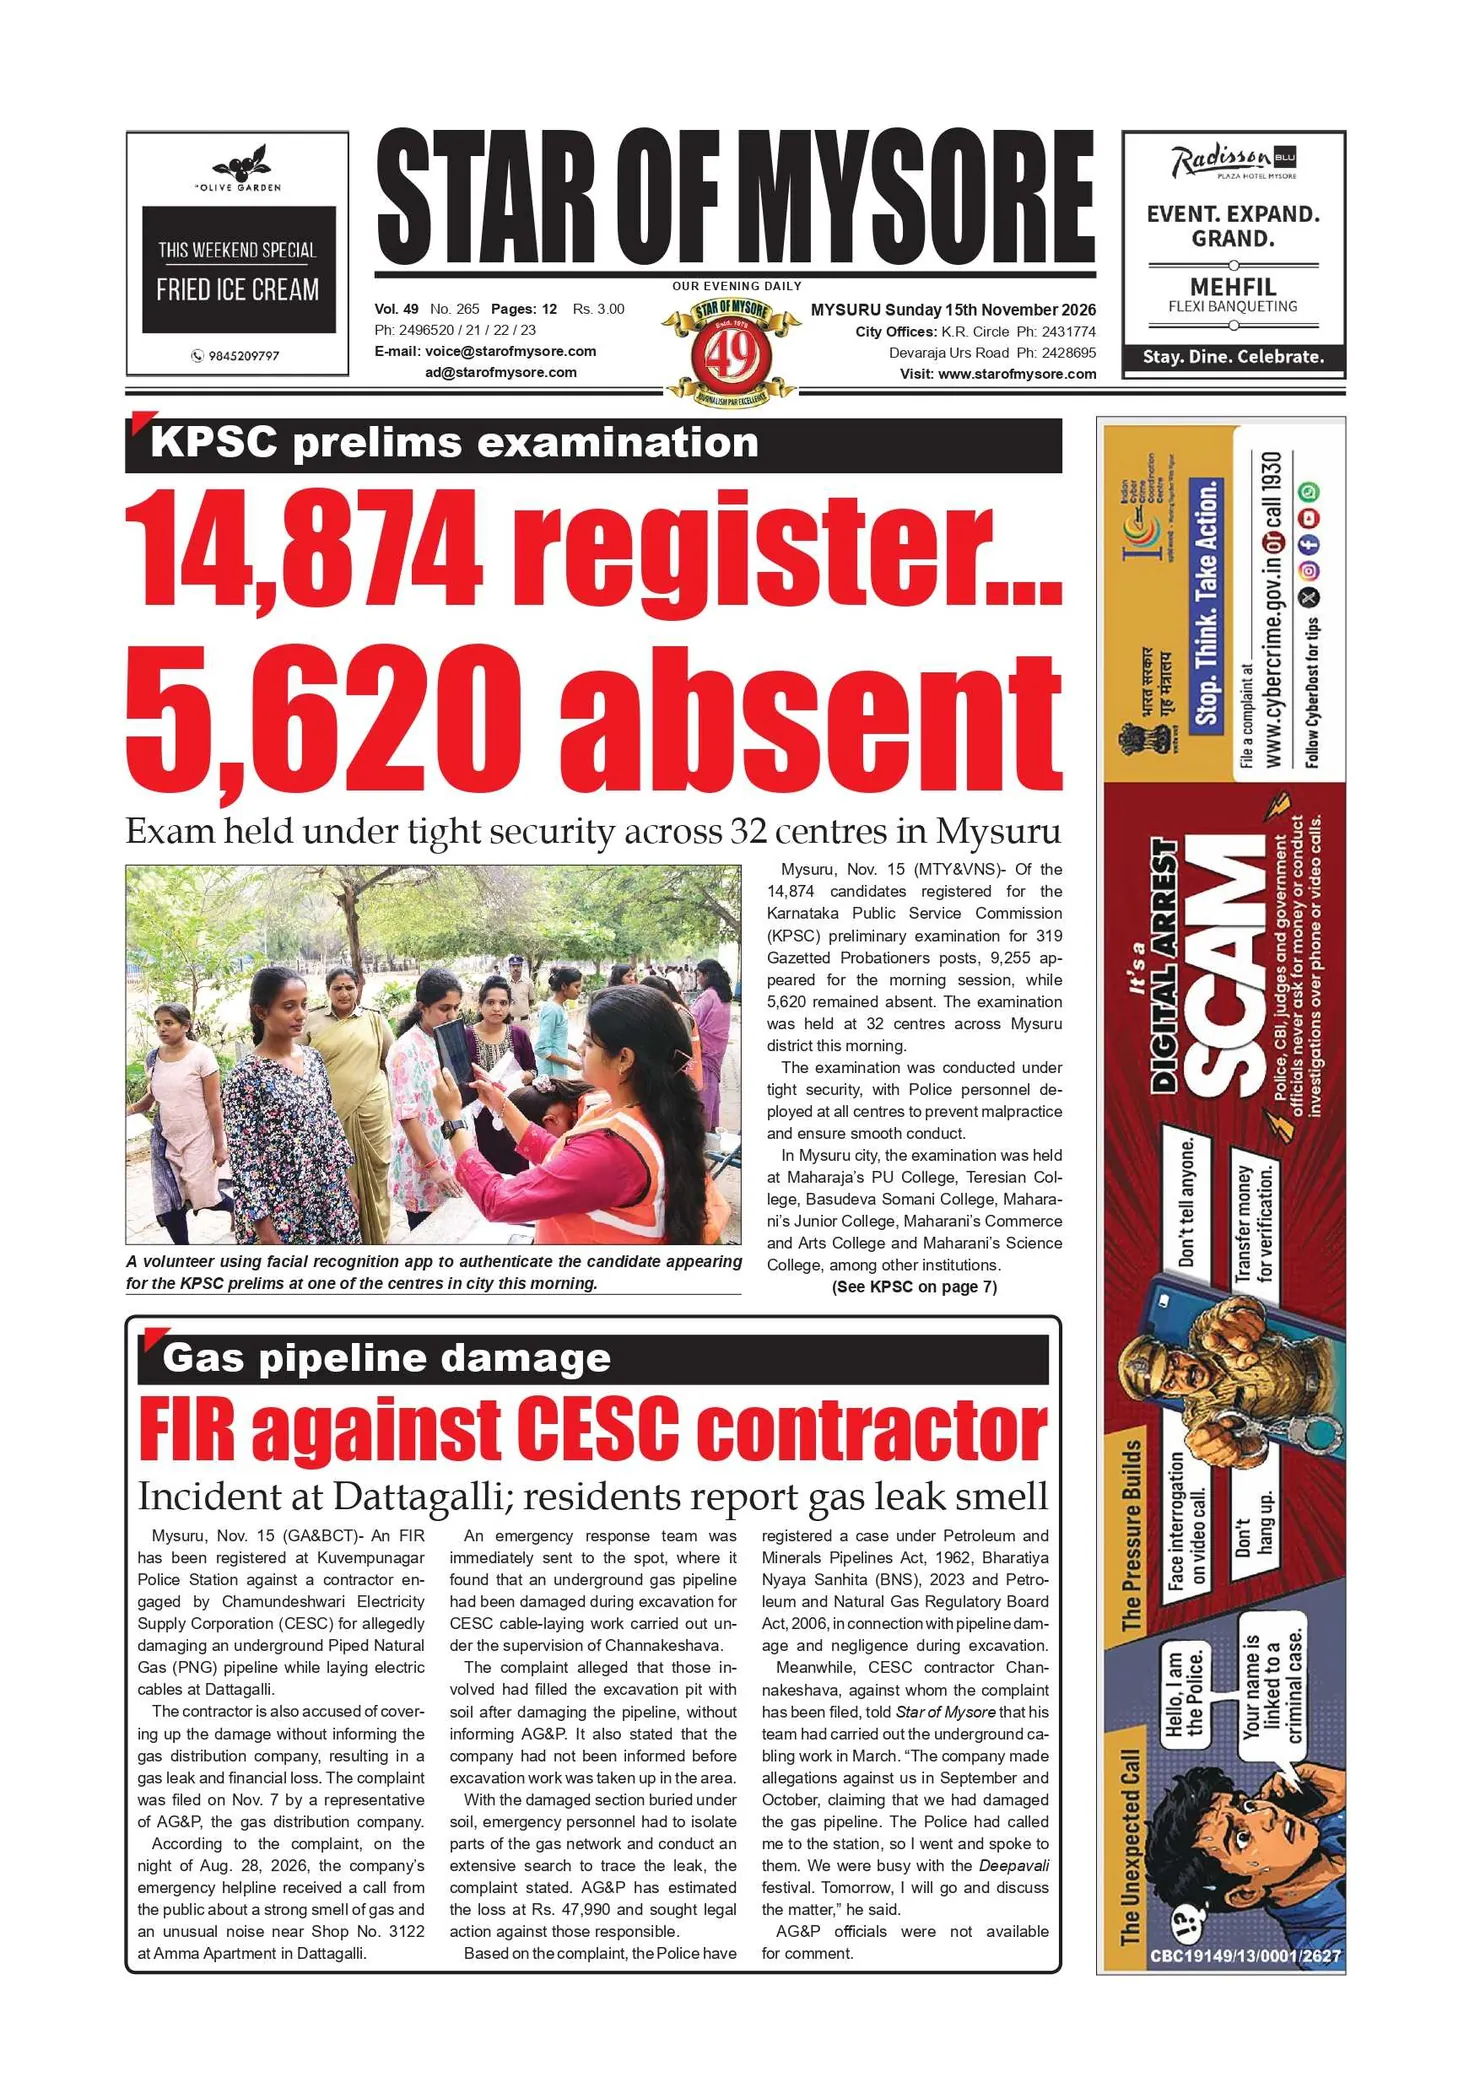 "OLIVE GARDEN
THIS WEEKEND SPECIAL
FRIED ICE CREAM
9845209797
STAR OF MYSORE
OUR EVENING DAILY
Vol. 49 No. 265 Pages: 12 Rs. 3.00
Ph: 2496520 / 21 / 22 / 23
E-mail: voice@starofmysore.com
ad@starofmysore.com
STAR OF MYSORE
Estd. 1978
49
JOURNALISM PAR EXCELLENCE
MYSURU Sunday 15th November 2026
City Offices: K.R. Circle Ph: 2431774
Devaraja Urs Road Ph: 2428695
Visit: www.starofmysore.com
Radisson BLU
PLAZA HOTEL MYSORE
EVENT. EXPAND.
GRAND.
MEHFIL
FLEXI BANQUETING
Stay. Dine. Celebrate.
KPSC prelims examination
14,874 register...
5,620 absent
Exam held under tight security across 32 centres in Mysuru
A volunteer using facial recognition app to authenticate the candidate appearing
for the KPSC prelims at one of the centres in city this morning.
Mysuru, Nov. 15 (MTY&VNS)- Of the
14,874 candidates registered for the
Karnataka Public Service Commission
(KPSC) preliminary examination for 319
Gazetted Probationers posts, 9,255 ap-
peared for the morning session, while
5,620 remained absent. The examination
was held at 32 centres across Mysuru
district this morning.
The examination was conducted under
tight security, with Police personnel de-
ployed at all centres to prevent malpractice
and ensure smooth conduct.
In Mysuru city, the examination was held
at Maharaja's PU College, Teresian Col-
lege, Basudeva Somani College, Mahara-
ni's Junior College, Maharani's Commerce
and Arts College and Maharani's Science
College, among other institutions.
(See KPSC on page 7)
Gas pipeline damage
FIR against CESC contractor
Incident at Dattagalli; residents report gas leak smell
Mysuru, Nov. 15 (GA&BCT)- An FIR
has been registered at Kuvempunagar
Police Station against a contractor en-
gaged by Chamundeshwari Electricity
Supply Corporation (CESC) for allegedly
damaging an underground Piped Natural
Gas (PNG) pipeline while laying electric
cables at Dattagalli.
The contractor is also accused of cover-
ing up the damage without informing the
gas distribution company, resulting in a
gas leak and financial loss. The complaint
was filed on Nov. 7 by a representative
of AG&P, the gas distribution company.
According to the complaint, on the
night of Aug. 28, 2026, the company's
emergency helpline received a call from
the public about a strong smell of gas and
an unusual noise near Shop No. 3122
at Amma Apartment in Dattagalli.
An emergency response team was
immediately sent to the spot, where it
found that an underground gas pipeline
had been damaged during excavation for
CESC cable-laying work carried out un-
der the supervision of Channakeshava.
The complaint alleged that those in-
volved had filled the excavation pit with
soil after damaging the pipeline, without
informing AG&P. It also stated that the
company had not been informed before
excavation work was taken up in the area.
With the damaged section buried under
soil, emergency personnel had to isolate
parts of the gas network and conduct an
extensive search to trace the leak, the
complaint stated. AG&P has estimated
the loss at Rs. 47,990 and sought legal
action against those responsible.
Based on the complaint, the Police have
registered a case under Petroleum and
Minerals Pipelines Act, 1962, Bharatiya
Nyaya Sanhita (BNS), 2023 and Petro-
leum and Natural Gas Regulatory Board
Act, 2006, in connection with pipeline dam-
age and negligence during excavation.
Meanwhile, CESC contractor Chan-
nakeshava, against whom the complaint
has been filed, told Star of Mysore that his
team had carried out the underground ca-
bling work in March. "The company made
allegations against us in September and
October, claiming that we had damaged
the gas pipeline. The Police had called
me to the station, so I went and spoke to
them. We were busy with the Deepavali
festival. Tomorrow, I will go and discuss
the matter," he said.
AG&P officials were not available
for comment.
The Unexpected Call
Hello, I am
the Police.
Your name is
linked to a
criminal case.
!?
CBC19149/13/0001/2627
The Pressure Builds
Face interrogation
on video call.
Don't
hang up.
Don't tell anyone.
Transfer money
for verification.
It's a
DIGITAL ARREST
SCAM
Police, CBI, judges and government
officials never ask for money or conduct
investigations over phone or video calls.
भारत सरकार
गृह मंत्रालय
Indian
Cyber
Crime
Coordination
Centre
Stop. Think. Take Action.
File a complaint at
www.cybercrime.gov.in or call 1930
Follow CyberDost for tips